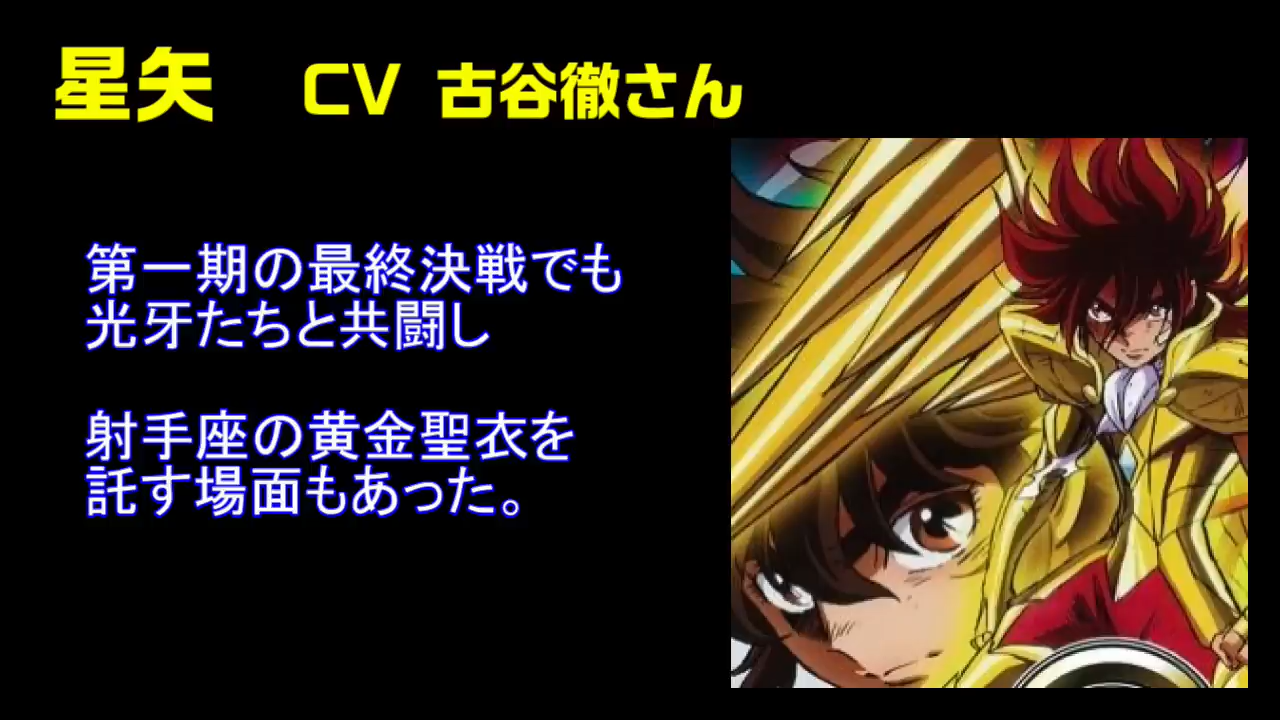 星矢 CV 古谷徹さん
第一期の最終決戦でも
光牙たちと共闘し
射手座の黄金聖衣を
託す場面もあった。